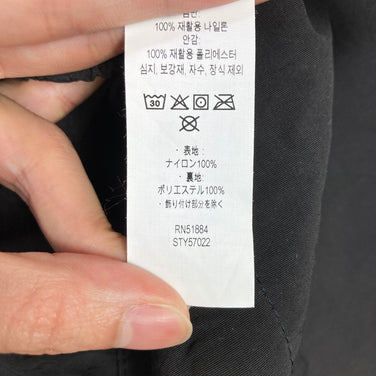 100% 재활용 나일론
안감:
100% 재활용 폴리에스터
심지, 보강재, 자수, 장식 제외
30
・表地:
ナイロン100%
・裏地:
ポリエステル100%
・飾り付け部分を除く
RN51884
STY57022